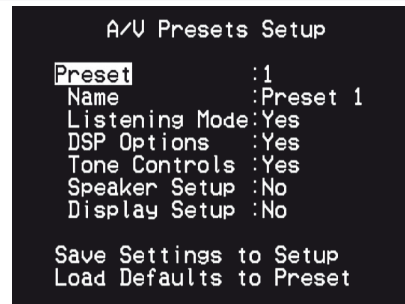 A/V Presets Setup
Preset :1
Name :Preset 1
Listening Mode:Yes
DSP Options :Yes
Tone Controls :Yes
Speaker Setup :No
Display Setup :No
Save Settings to Setup
Load Defaults to Preset